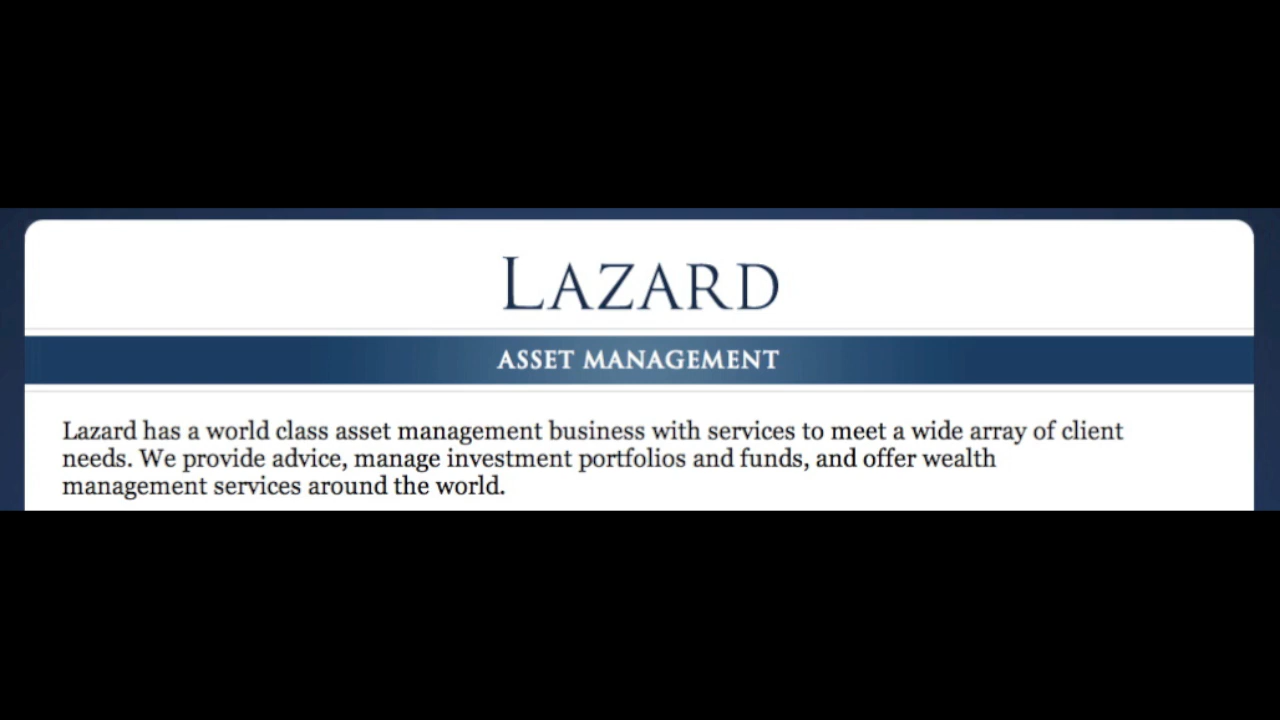 LAZARD
ASSET MANAGEMENT
Lazard has a world class asset management business with services to meet a wide array of client
needs. We provide advice, manage investment portfolios and funds, and offer wealth
management services around the world.